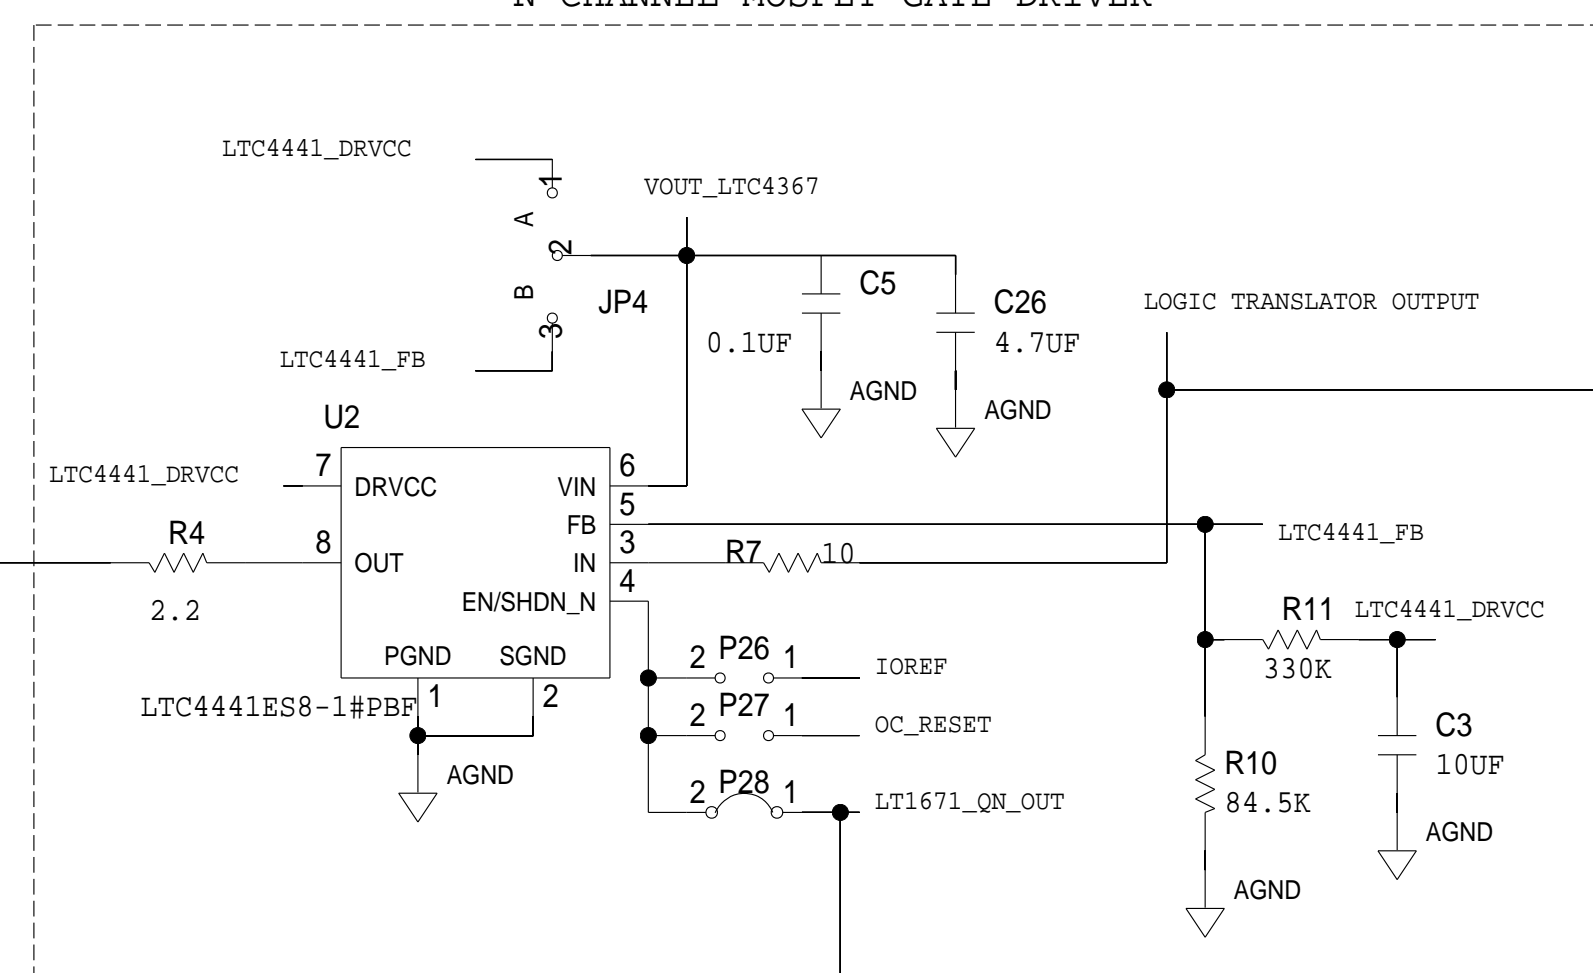 N-CHANNEL MOSFET GATE DRIVER
LTC4441_DRVCC
1
A
2
B
3
JP4
LTC4441_FB
VOUT_LTC4367
C5
0.1UF
AGND
C26
4.7UF
AGND
LOGIC TRANSLATOR OUTPUT
U2
LTC4441_DRVCC
7
DRVCC
VIN
6
FB
5
LTC4441_FB
R4
2.2
8
OUT
IN
3
R7
10
EN/SHDN_N
4
PGND
SGND
1
2
LTC4441ES8-1#PBF
AGND
2 P26 1
IOREF
2 P27 1
OC_RESET
2 P28 1
LT1671_QN_OUT
R11
330K
LTC4441_DRVCC
C3
10UF
AGND
R10
84.5K
AGND